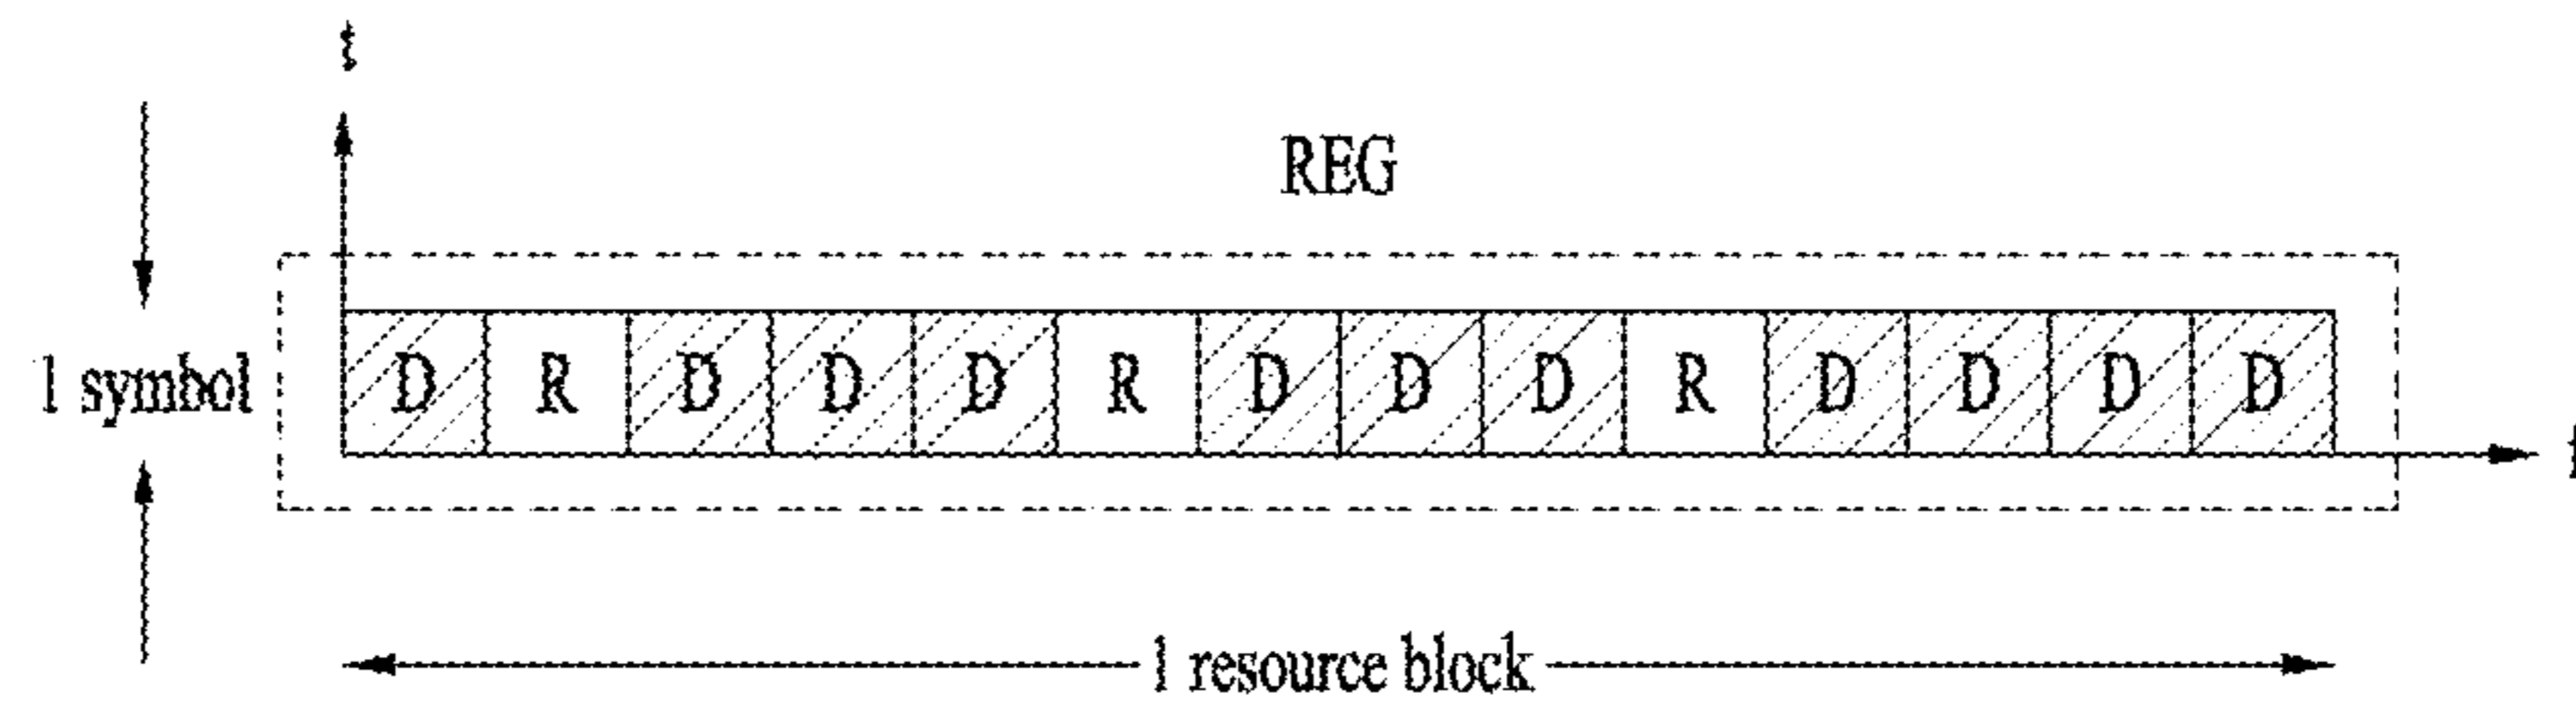 t
REG
1 symbol
D R D D D R D D D R D D D D
f
1 resource block